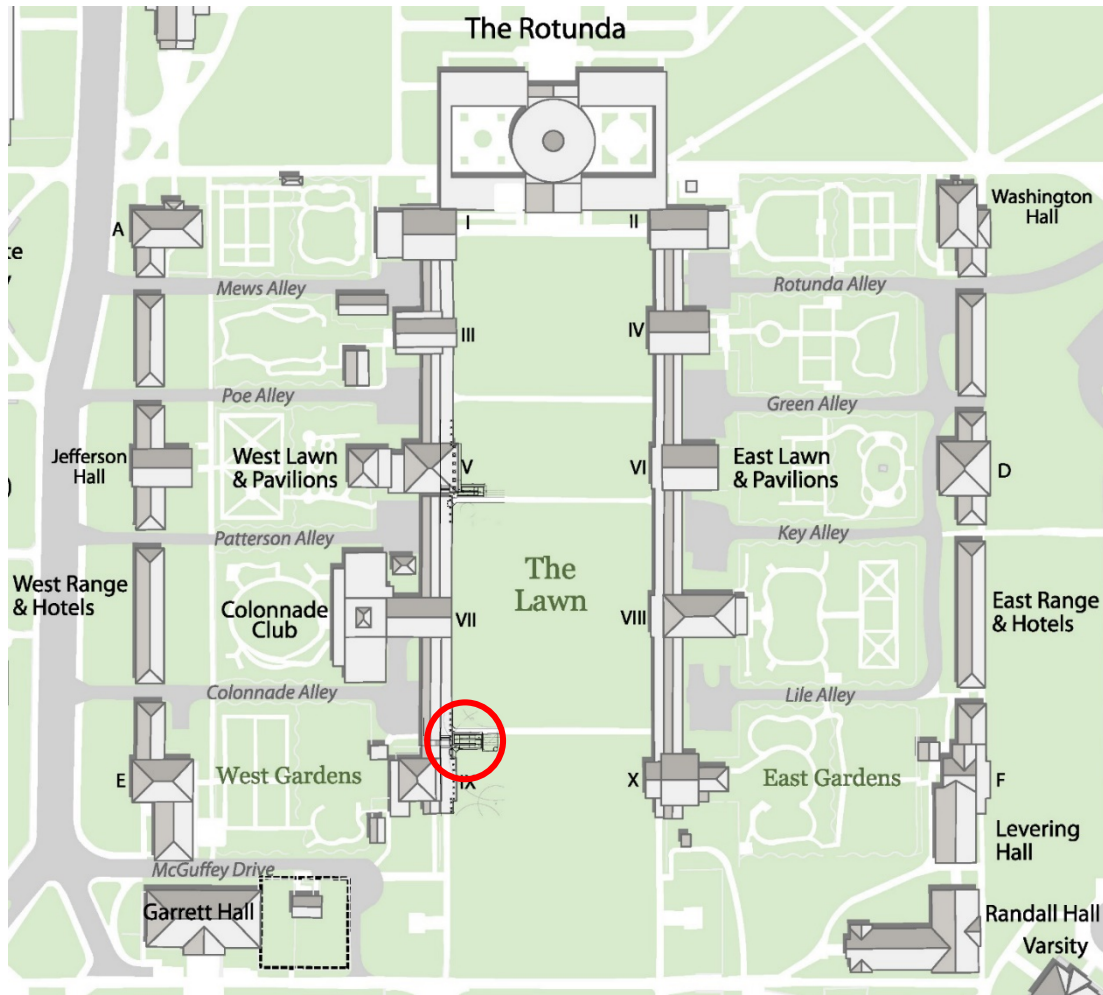 The Rotunda
Washington
Hall
A
I
II
te
Mews Alley
Rotunda Alley
III
IV
Poe Alley
Green Alley
Jefferson
Hall
West Lawn
& Pavilions
V
VI
East Lawn
& Pavilions
D
)
Patterson Alley
Key Alley
The
Lawn
West Range
& Hotels
Colonnade
Club
VII
VIII
East Range
& Hotels
Colonnade Alley
Lile Alley
E
West Gardens
IX
X
East Gardens
F
Levering
Hall
McGuffey Drive
Garrett Hall
Randall Hall
Varsity